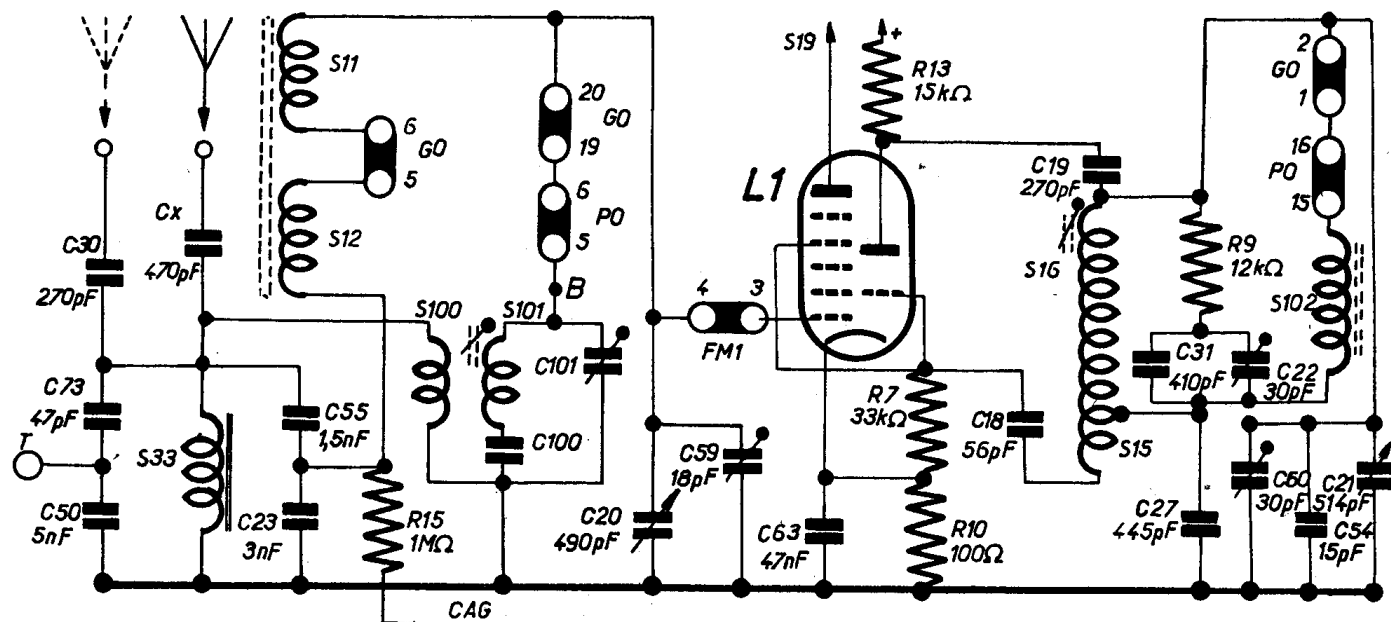 S11
6
GO
5
S12
20
GO
19
6
PO
5
B
S19
+
R13
15kΩ
L1
C19
270pF
2
GO
1
16
PO
15
Cx
470pF
C30
270pF
S100
S101
C101
C100
4
3
FM1
S16
R9
12kΩ
S102
C31
410pF
C22
30pF
C73
47pF
T
S33
C50
5nF
C55
1,5nF
C23
3nF
R15
1MΩ
CAG
C20
490pF
C59
18pF
R7
33kΩ
C18
56pF
S15
C63
47nF
R10
100Ω
C27
445pF
C60
30pF
C21
514pF
C54
15pF